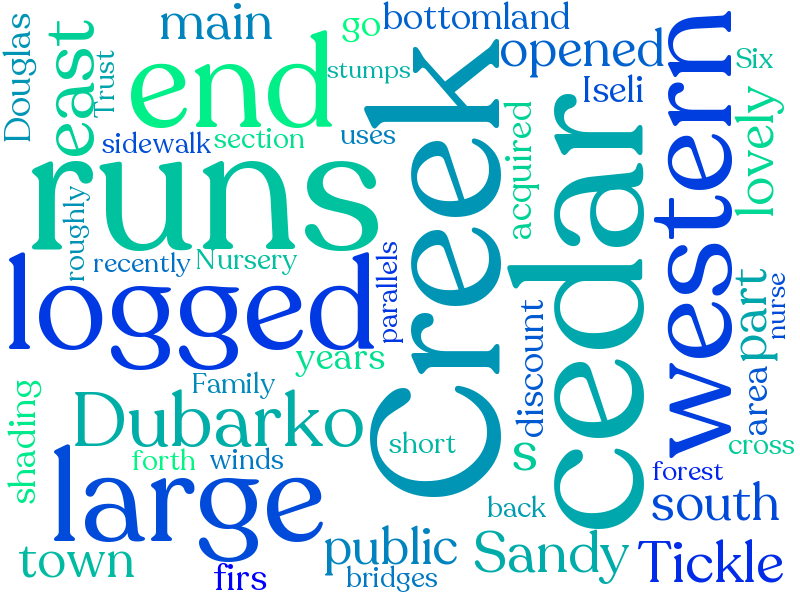 main
go
bottomland
Douglas
east
Trust
end
stumps
opened
western
Six
Iseli
sidewalk
section
uses
Creek
acquired
cedar
lovely
runs
roughly
recently
Nursery
parallels
logged
years
discount
part
nurse
area
Family
shading
Dubarko
short
s
cross
forth
winds
forest
large
back
south
town
firs
public
bridges
Sandy
Tickle